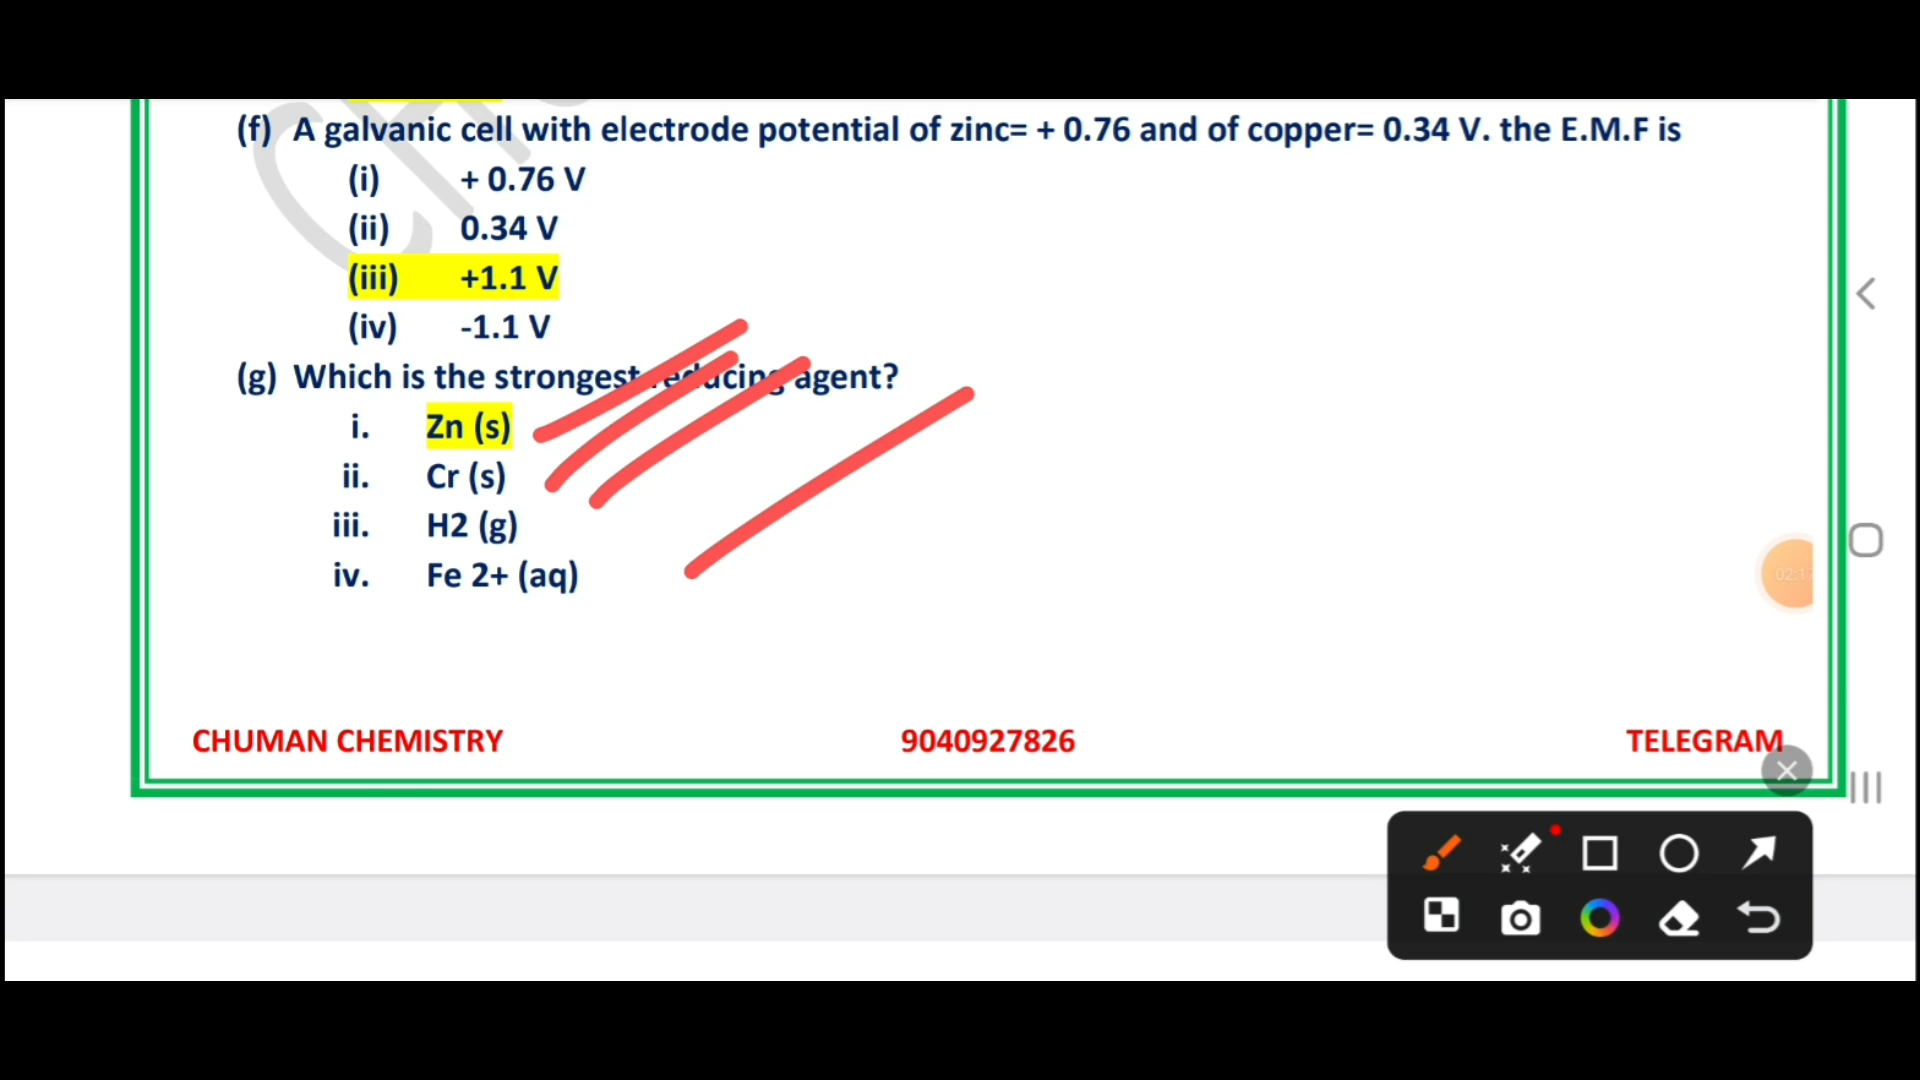 (f) A galvanic cell with electrode potential of zinc= + 0.76 and of copper= 0.34 V. the E.M.F is
(i) + 0.76 V
(ii) 0.34 V
(iii) +1.1 V
(iv) -1.1 V
(g) Which is the strongest reducing agent?
i. Zn (s)
ii. Cr (s)
iii. H2 (g)
iv. Fe 2+ (aq)
CHUMAN CHEMISTRY 9040927826 TELEGRAM